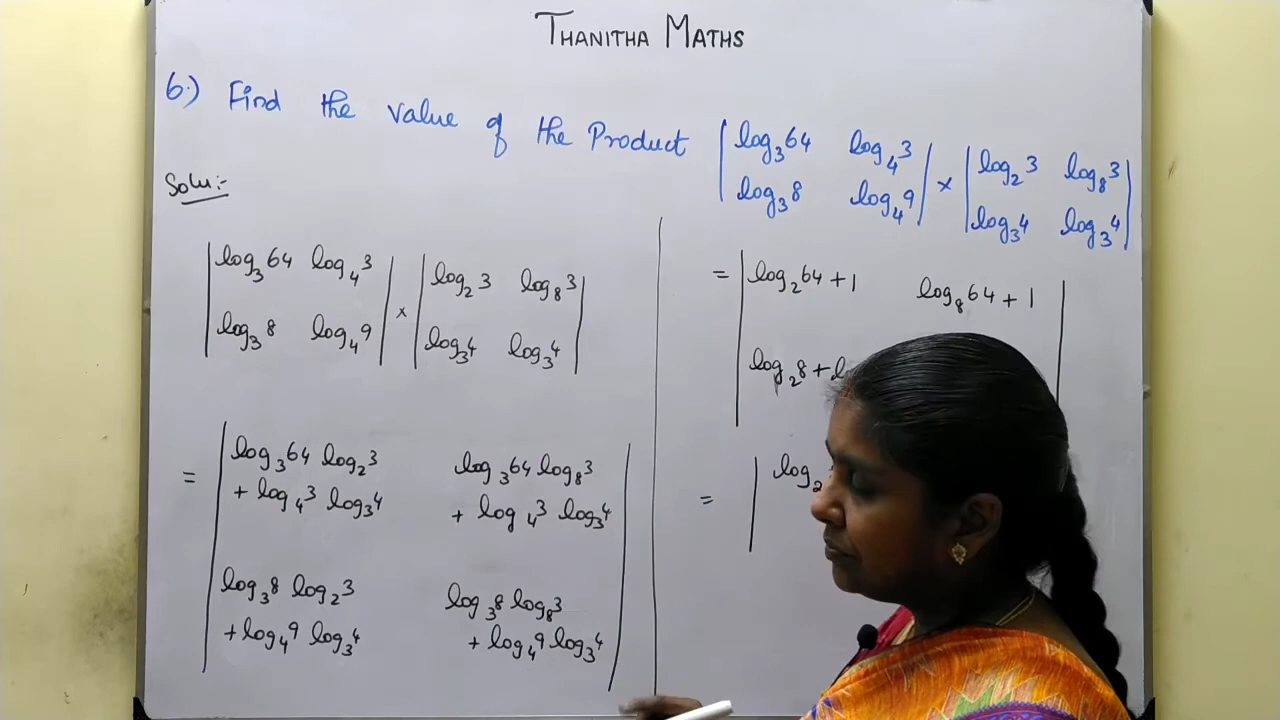 THANITHA MATHS
6.) Find the value of the Product | log₃64 log₄3 | × | log₂3 log₈3 |
| log₃8 log₄9 | | log₃4 log₃4 |
Solu:-
| log₃64 log₄3 | × | log₂3 log₈3 |
| log₃8 log₄9 | | log₃4 log₃4 |
= | log₃64 log₂3 log₃64 log₈3 |
+ log₄3 log₃4 + log₄3 log₃4
log₃8 log₂3 log₃8 log₈3
+ log₄9 log₃4 + log₄9 log₃4
= | log₂64 + 1 log₈64 + 1 |
log₂8 +
= | log₂